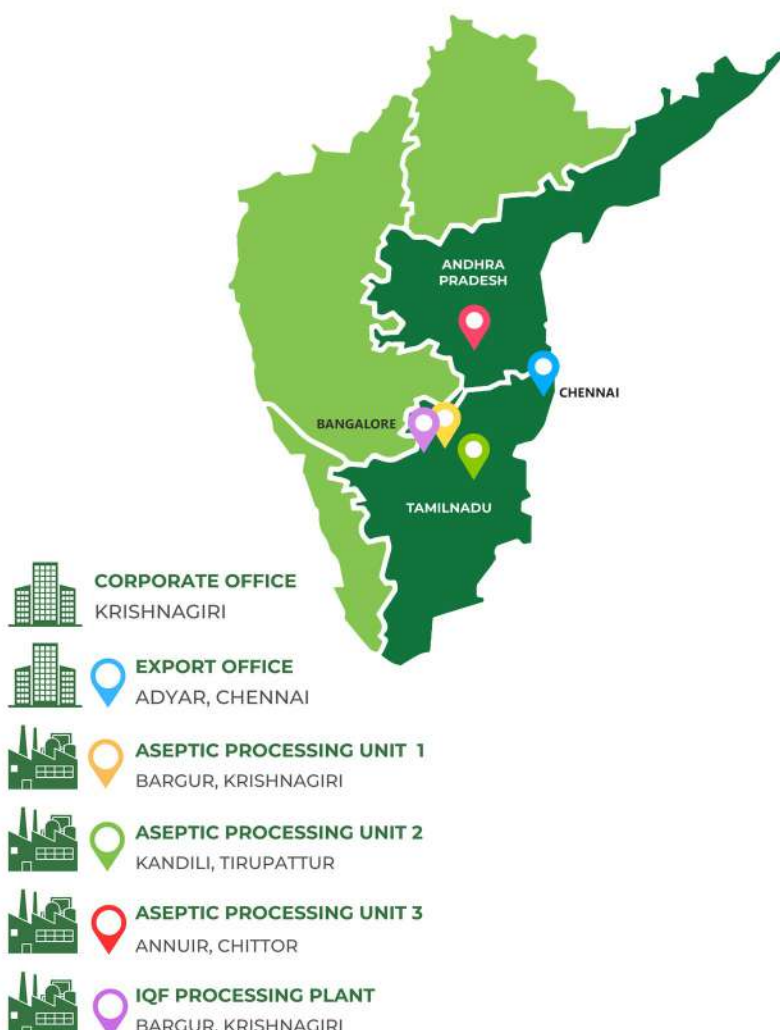 ANDHRA
PRADESH
CHENNAI
BANGALORE
TAMILNADU
CORPORATE OFFICE
KRISHNAGIRI
EXPORT OFFICE
ADYAR, CHENNAI
ASEPTIC PROCESSING UNIT 1
BARGUR, KRISHNAGIRI
ASEPTIC PROCESSING UNIT 2
KANDILI, TIRUPATTUR
ASEPTIC PROCESSING UNIT 3
ANNUIR, CHITTOR
IQF PROCESSING PLANT
BARGUR, KRISHNAGIRI